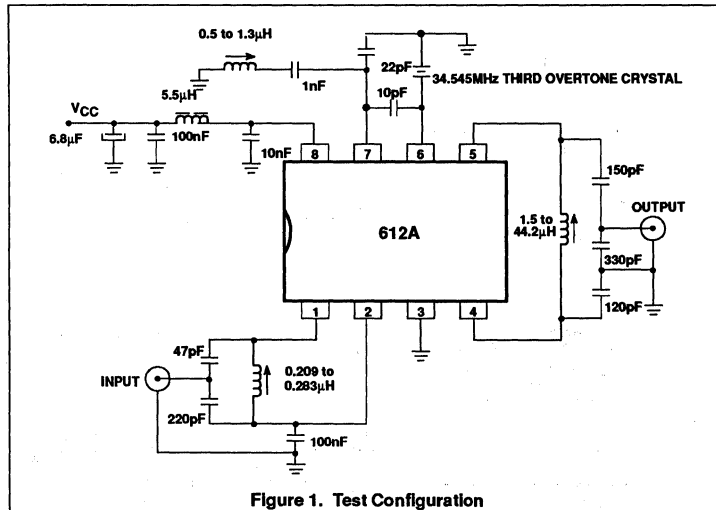 0.5 to 1.3µH
22pF
34.545MHz THIRD OVERTONE CRYSTAL
1nF
5.5µH
10pF
VCC
6.8µF
100nF
10nF
8
7
6
5
150pF
OUTPUT
1.5 to
44.2µH
612A
330pF
120pF
1
2
3
4
47pF
INPUT
0.209 to
0.283µH
220pF
100nF
Figure 1. Test Configuration